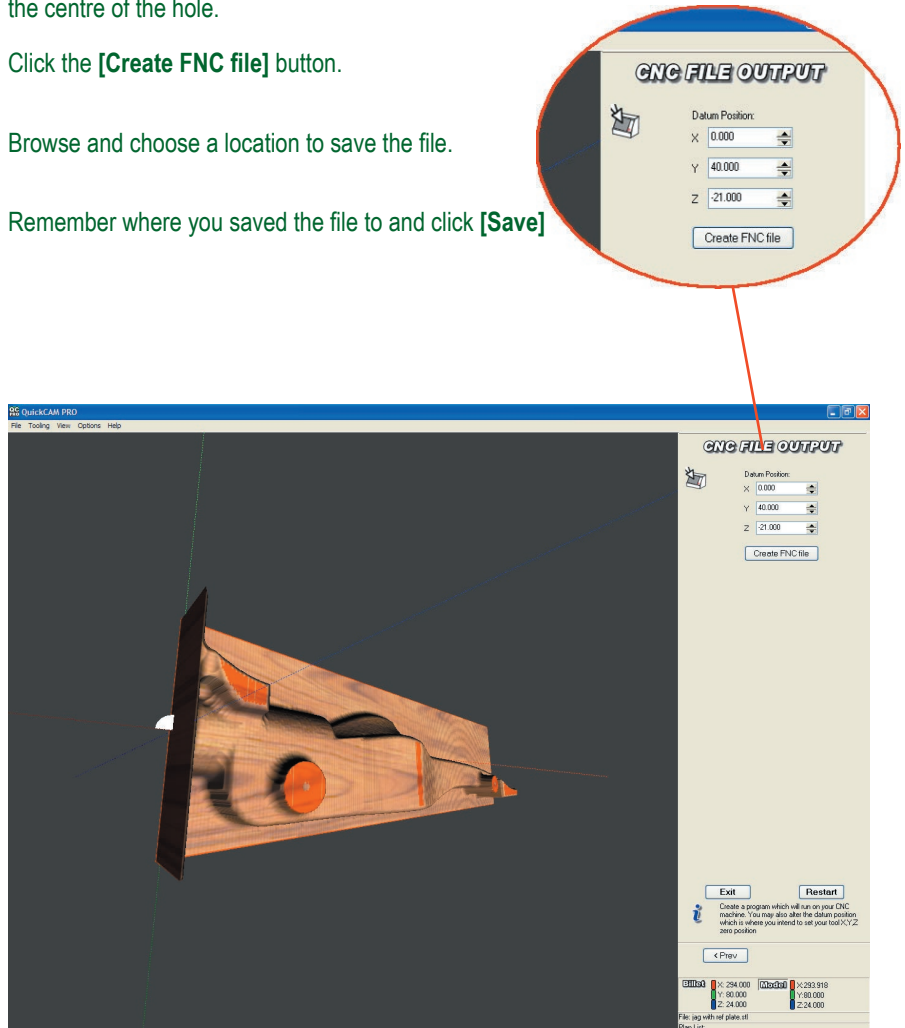 the centre of the hole.
Click the [Create FNC file] button.
Browse and choose a location to save the file.
Remember where you saved the file to and click [Save]
CNC FILE OUTPUT
Datum Position:
X 0.000
Y 40.000
Z -21.000
Create FNC file
QuickCAM PRO
File Tooling View Options Help
CNC FILE OUTPUT
Datum Position:
X 0.000
Y 40.000
Z -21.000
Create FNC file
Exit Restart
Create a program which will run on your CNC
machine. You may also alter the datum position
which is where you intend to set your tool X,Y,Z
zero position
< Prev
Billet X: 294.000 Model X:293.918
Y: 80.000 Y:80.000
Z: 24.000 Z:24.000
File: jag with ref plate.stl
Plan List: